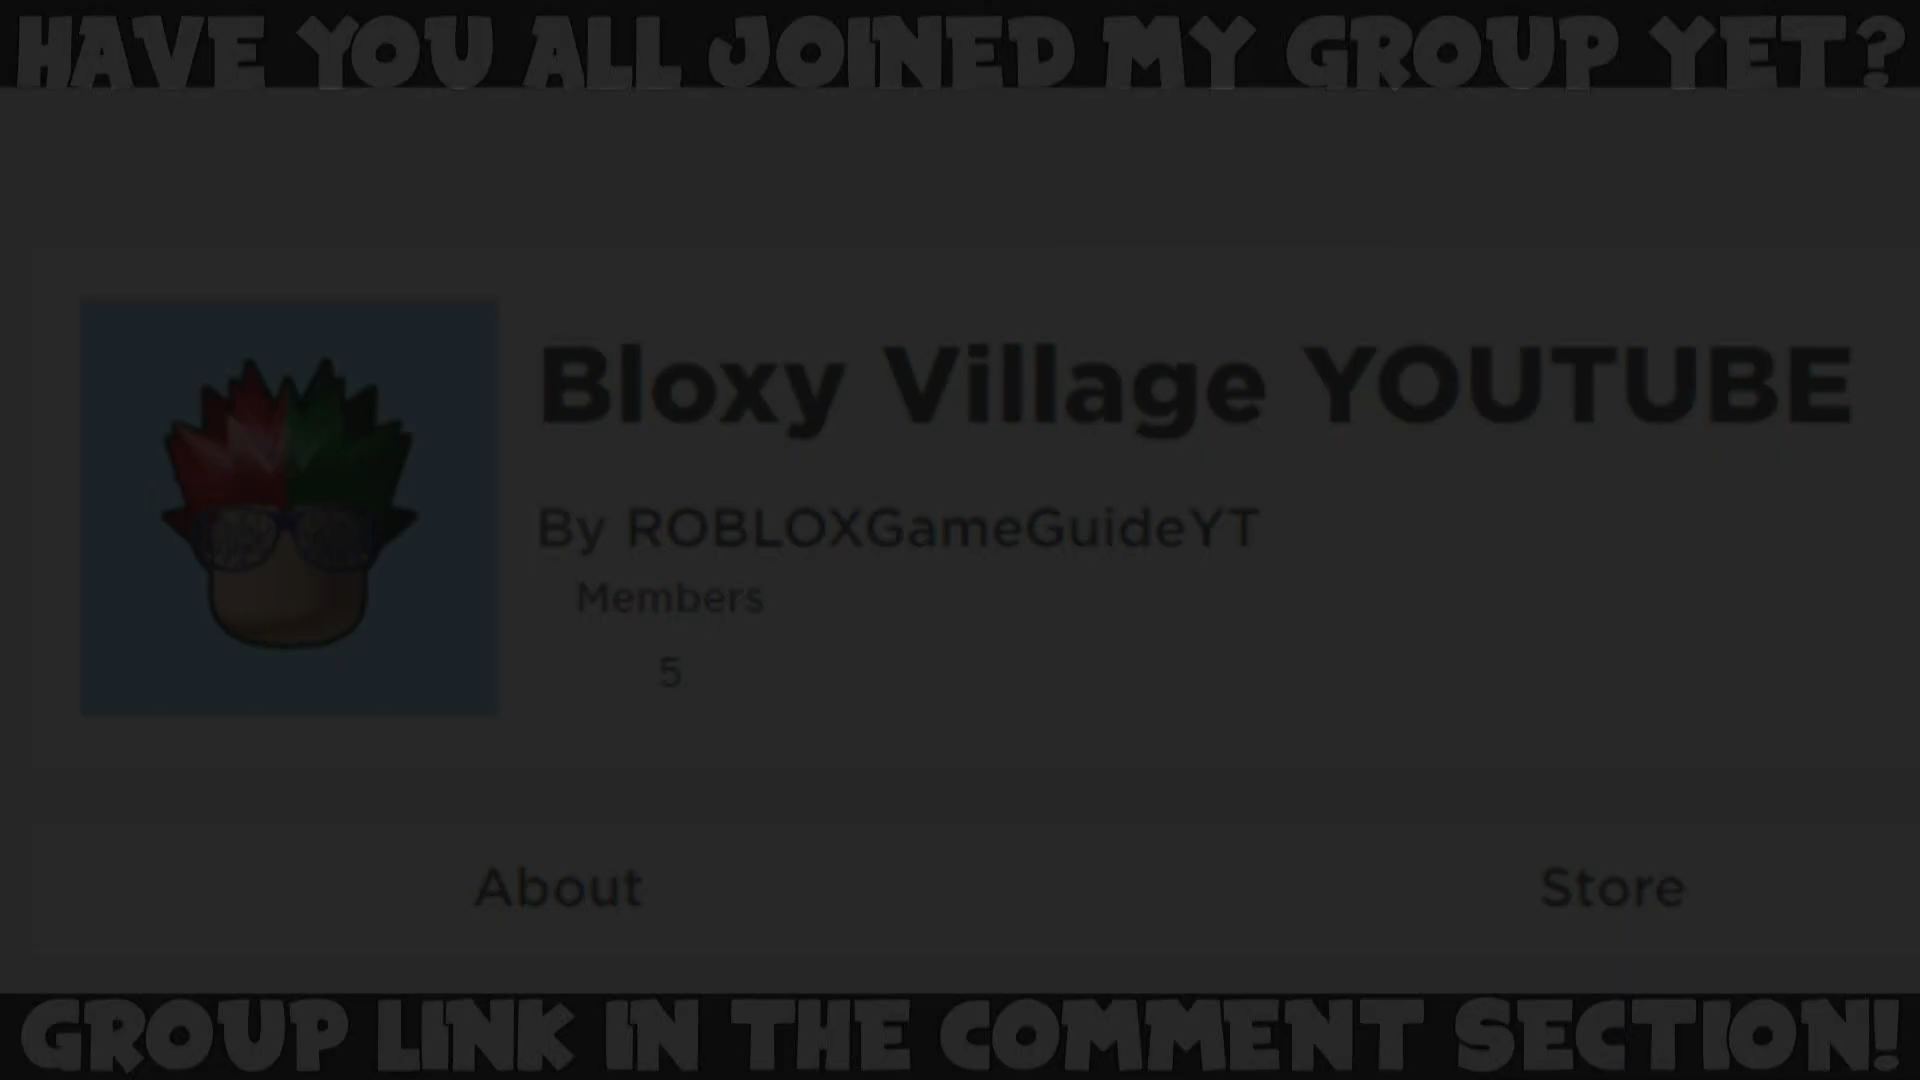 HAVE YOU ALL JOINED MY GROUP YET?
Bloxy Village YOUTUBE
By ROBLOXGameGuideYT
Members
5
About
Store
GROUP LINK IN THE COMMENT SECTION!